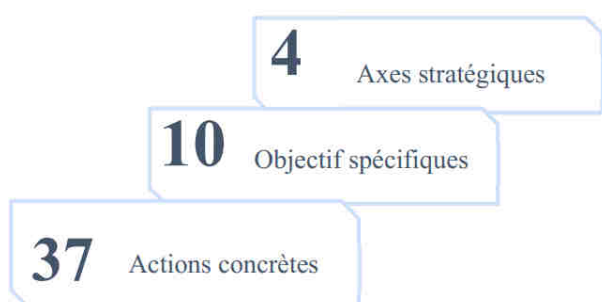 4 Axes stratégiques
10 Objectif spécifiques
37 Actions concrètes